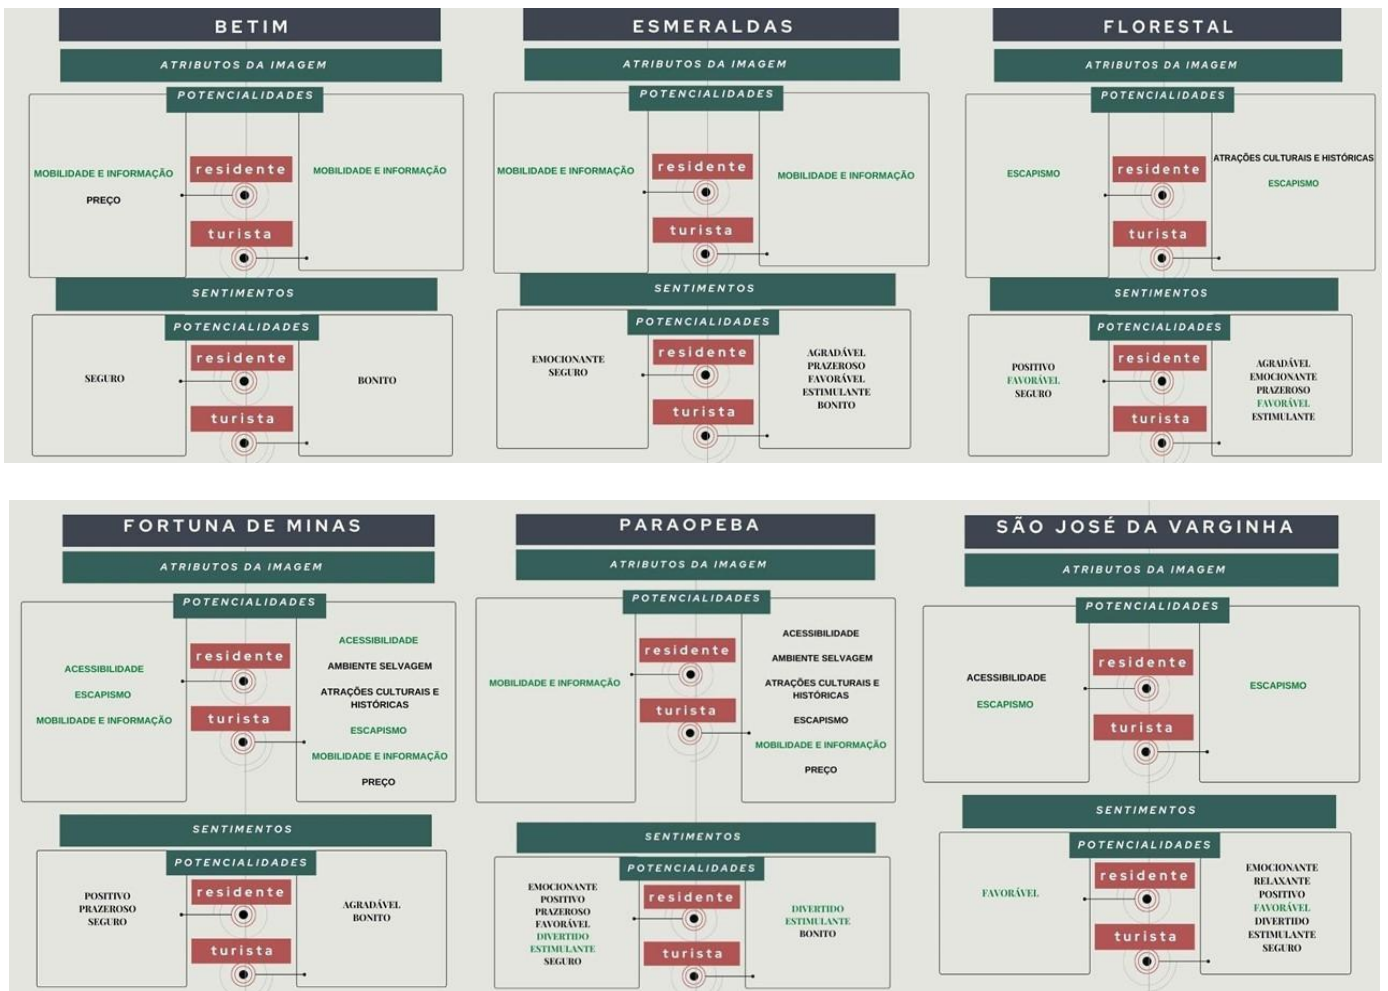 BETIM
ATRIBUTOS DA IMAGEM
POTENCIALIDADES
MOBILIDADE E INFORMAÇÃO
PREÇO
residente
turista
MOBILIDADE E INFORMAÇÃO
SENTIMENTOS
POTENCIALIDADES
SEGURO
residente
turista
BONITO
ESMERALDAS
ATRIBUTOS DA IMAGEM
POTENCIALIDADES
MOBILIDADE E INFORMAÇÃO
residente
turista
MOBILIDADE E INFORMAÇÃO
SENTIMENTOS
POTENCIALIDADES
EMOCIONANTE
SEGURO
residente
turista
AGRADÁVEL
PRAZEROSO
FAVORÁVEL
ESTIMULANTE
BONITO
FLORESTAL
ATRIBUTOS DA IMAGEM
POTENCIALIDADES
ESCAPISMO
residente
turista
ATRAÇÕES CULTURAIS E HISTÓRICAS
ESCAPISMO
SENTIMENTOS
POTENCIALIDADES
POSITIVO
FAVORÁVEL
SEGURO
residente
turista
AGRADÁVEL
EMOCIONANTE
PRAZEROSO
FAVORÁVEL
ESTIMULANTE
FORTUNA DE MINAS
ATRIBUTOS DA IMAGEM
POTENCIALIDADES
ACESSIBILIDADE
ESCAPISMO
MOBILIDADE E INFORMAÇÃO
residente
turista
ACESSIBILIDADE
AMBIENTE SELVAGEM
ATRAÇÕES CULTURAIS E
HISTÓRICAS
ESCAPISMO
MOBILIDADE E INFORMAÇÃO
PREÇO
SENTIMENTOS
POTENCIALIDADES
POSITIVO
PRAZEROSO
SEGURO
residente
turista
AGRADÁVEL
BONITO
PARAOPEBA
ATRIBUTOS DA IMAGEM
POTENCIALIDADES
MOBILIDADE E INFORMAÇÃO
residente
turista
ACESSIBILIDADE
AMBIENTE SELVAGEM
ATRAÇÕES CULTURAIS E
HISTÓRICAS
ESCAPISMO
MOBILIDADE E INFORMAÇÃO
PREÇO
SENTIMENTOS
POTENCIALIDADES
EMOCIONANTE
POSITIVO
PRAZEROSO
FAVORÁVEL
DIVERTIDO
ESTIMULANTE
SEGURO
residente
turista
DIVERTIDO
ESTIMULANTE
BONITO
SÃO JOSÉ DA VARGINHA
ATRIBUTOS DA IMAGEM
POTENCIALIDADES
ACESSIBILIDADE
ESCAPISMO
residente
turista
ESCAPISMO
SENTIMENTOS
POTENCIALIDADES
FAVORÁVEL
residente
turista
EMOCIONANTE
RELAXANTE
POSITIVO
FAVORÁVEL
DIVERTIDO
ESTIMULANTE
SEGURO